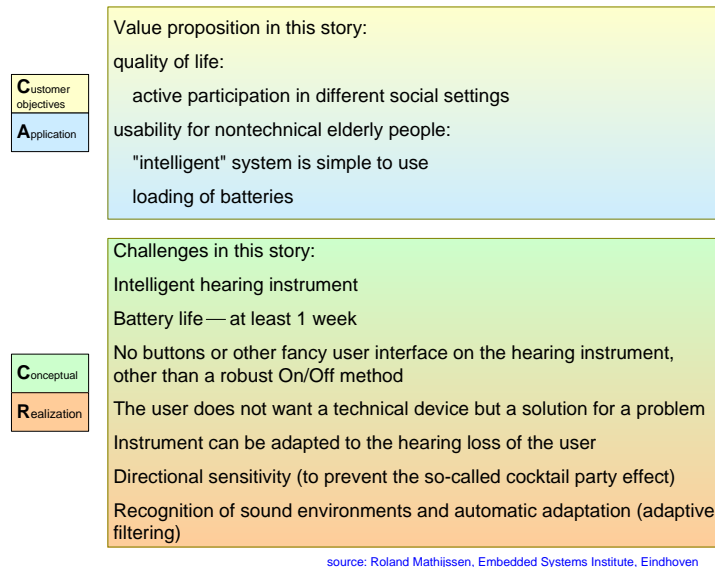 Value proposition in this story:
quality of life:
active participation in different social settings
usability for nontechnical elderly people:
"intelligent" system is simple to use
loading of batteries
Customer
objectives
Application
Challenges in this story:
Intelligent hearing instrument
Battery life — at least 1 week
No buttons or other fancy user interface on the hearing instrument,
other than a robust On/Off method
The user does not want a technical device but a solution for a problem
Instrument can be adapted to the hearing loss of the user
Directional sensitivity (to prevent the so-called cocktail party effect)
Recognition of sound environments and automatic adaptation (adaptive
filtering)
Conceptual
Realization
source: Roland Mathijssen, Embedded Systems Institute, Eindhoven